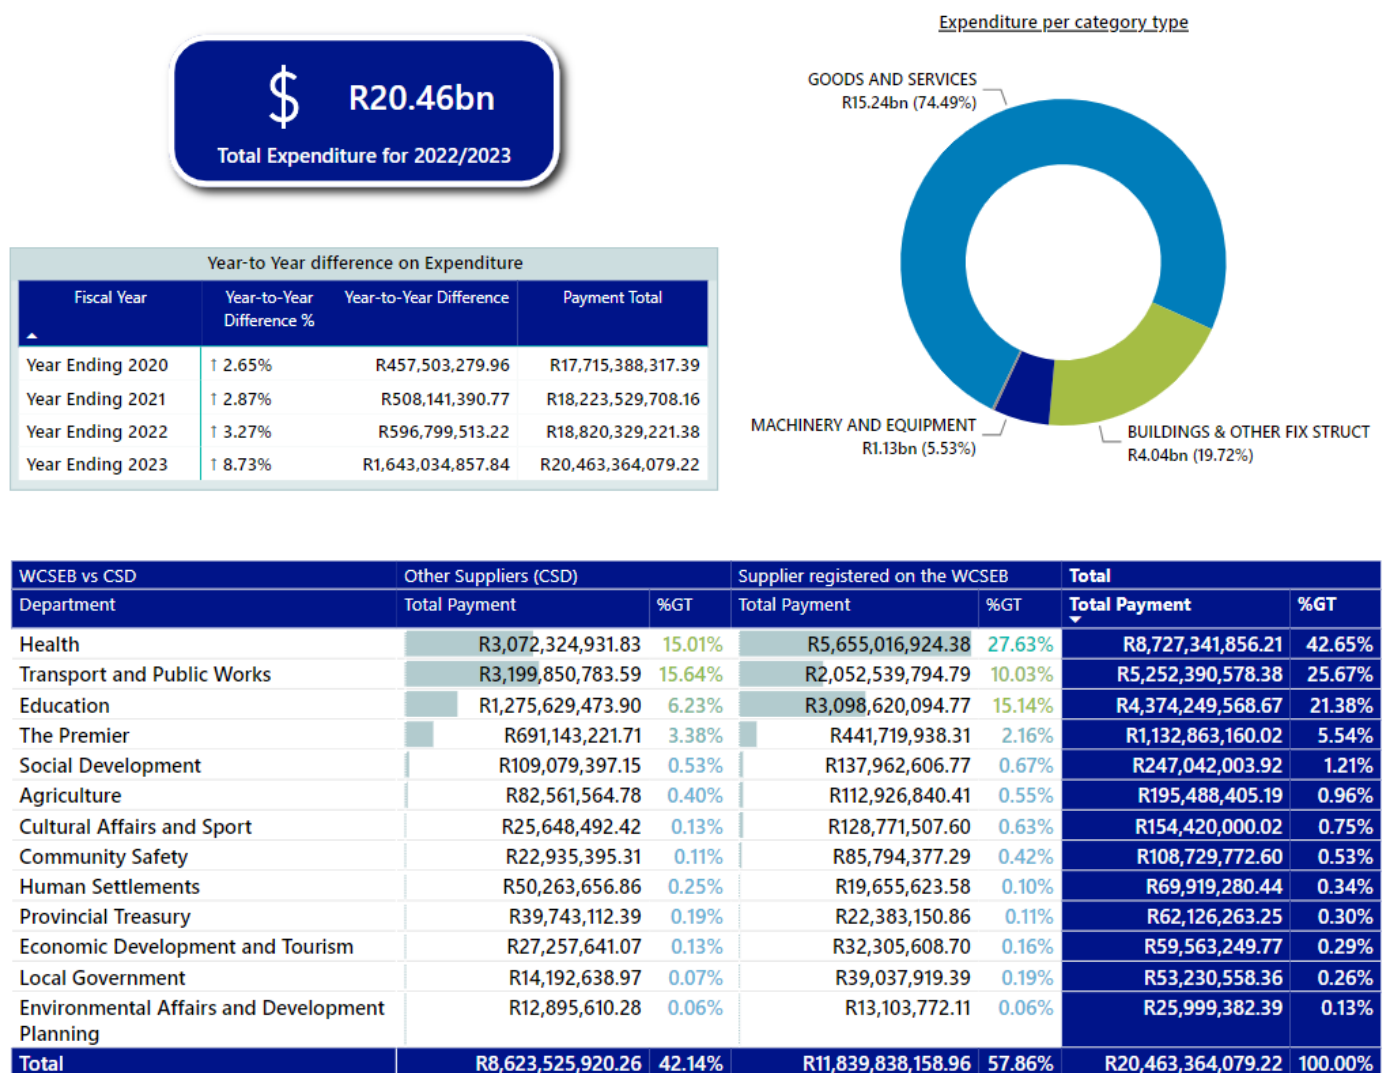 Expenditure per category type
$ R20.46bn
Total Expenditure for 2022/2023
GOODS AND SERVICES
R15.24bn (74.49%)
MACHINERY AND EQUIPMENT
R1.13bn (5.53%)
BUILDINGS & OTHER FIX STRUCT
R4.04bn (19.72%)
Year-to Year difference on Expenditure
Fiscal Year Year-to-Year Difference % Year-to-Year Difference Payment Total
Year Ending 2020 ↑ 2.65% R457,503,279.96 R17,715,388,317.39
Year Ending 2021 ↑ 2.87% R508,141,390.77 R18,223,529,708.16
Year Ending 2022 ↑ 3.27% R596,799,513.22 R18,820,329,221.38
Year Ending 2023 ↑ 8.73% R1,643,034,857.84 R20,463,364,079.22
WCSEB vs CSD Other Suppliers (CSD) Supplier registered on the WCSEB Total
Department Total Payment %GT Total Payment %GT Total Payment %GT
Health R3,072,324,931.83 15.01% R5,655,016,924.38 27.63% R8,727,341,856.21 42.65%
Transport and Public Works R3,199,850,783.59 15.64% R2,052,539,794.79 10.03% R5,252,390,578.38 25.67%
Education R1,275,629,473.90 6.23% R3,098,620,094.77 15.14% R4,374,249,568.67 21.38%
The Premier R691,143,221.71 3.38% R441,719,938.31 2.16% R1,132,863,160.02 5.54%
Social Development R109,079,397.15 0.53% R137,962,606.77 0.67% R247,042,003.92 1.21%
Agriculture R82,561,564.78 0.40% R112,926,840.41 0.55% R195,488,405.19 0.96%
Cultural Affairs and Sport R25,648,492.42 0.13% R128,771,507.60 0.63% R154,420,000.02 0.75%
Community Safety R22,935,395.31 0.11% R85,794,377.29 0.42% R108,729,772.60 0.53%
Human Settlements R50,263,656.86 0.25% R19,655,623.58 0.10% R69,919,280.44 0.34%
Provincial Treasury R39,743,112.39 0.19% R22,383,150.86 0.11% R62,126,263.25 0.30%
Economic Development and Tourism R27,257,641.07 0.13% R32,305,608.70 0.16% R59,563,249.77 0.29%
Local Government R14,192,638.97 0.07% R39,037,919.39 0.19% R53,230,558.36 0.26%
Environmental Affairs and Development R12,895,610.28 0.06% R13,103,772.11 0.06% R25,999,382.39 0.13%
Planning
Total R8,623,525,920.26 42.14% R11,839,838,158.96 57.86% R20,463,364,079.22 100.00%